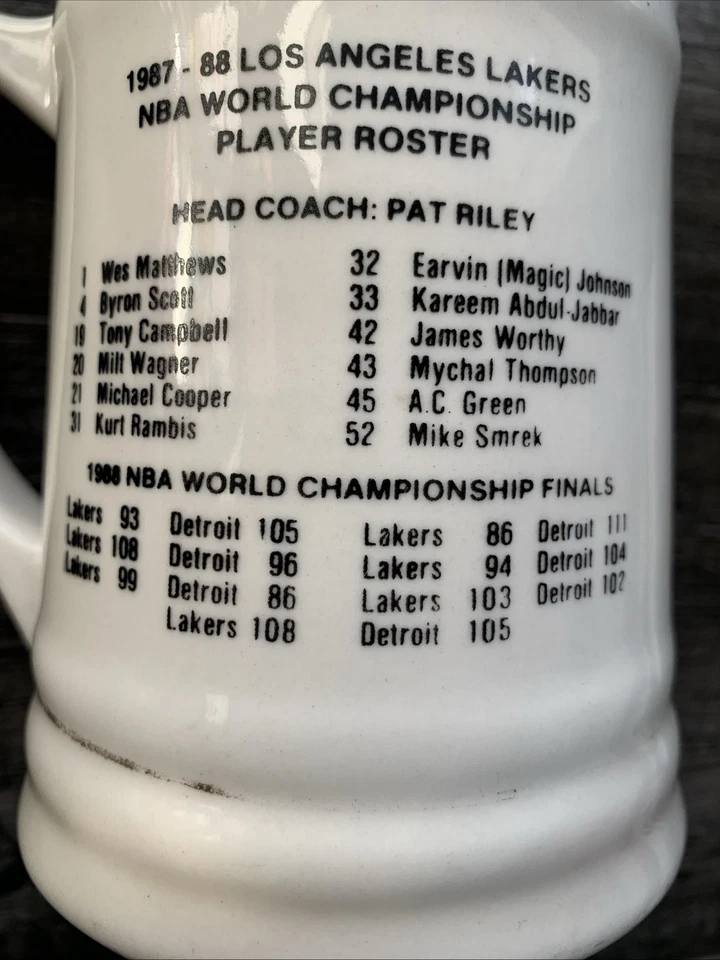 1987 - 88 LOS ANGELES LAKERS
NBA WORLD CHAMPIONSHIP
PLAYER ROSTER
HEAD COACH: PAT RILEY
1 Wes Matthews 32 Earvin (Magic) Johnson
4 Byron Scott 33 Kareem Abdul-Jabbar
19 Tony Campbell 42 James Worthy
20 Milt Wagner 43 Mychal Thompson
21 Michael Cooper 45 A.C. Green
31 Kurt Rambis 52 Mike Smrek
1988 NBA WORLD CHAMPIONSHIP FINALS
Lakers 93 Detroit 105 Lakers 86 Detroit 111
Lakers 108 Detroit 96 Lakers 94 Detroit 104
Lakers 99 Detroit 86 Lakers 103 Detroit 102
Lakers 108 Detroit 105